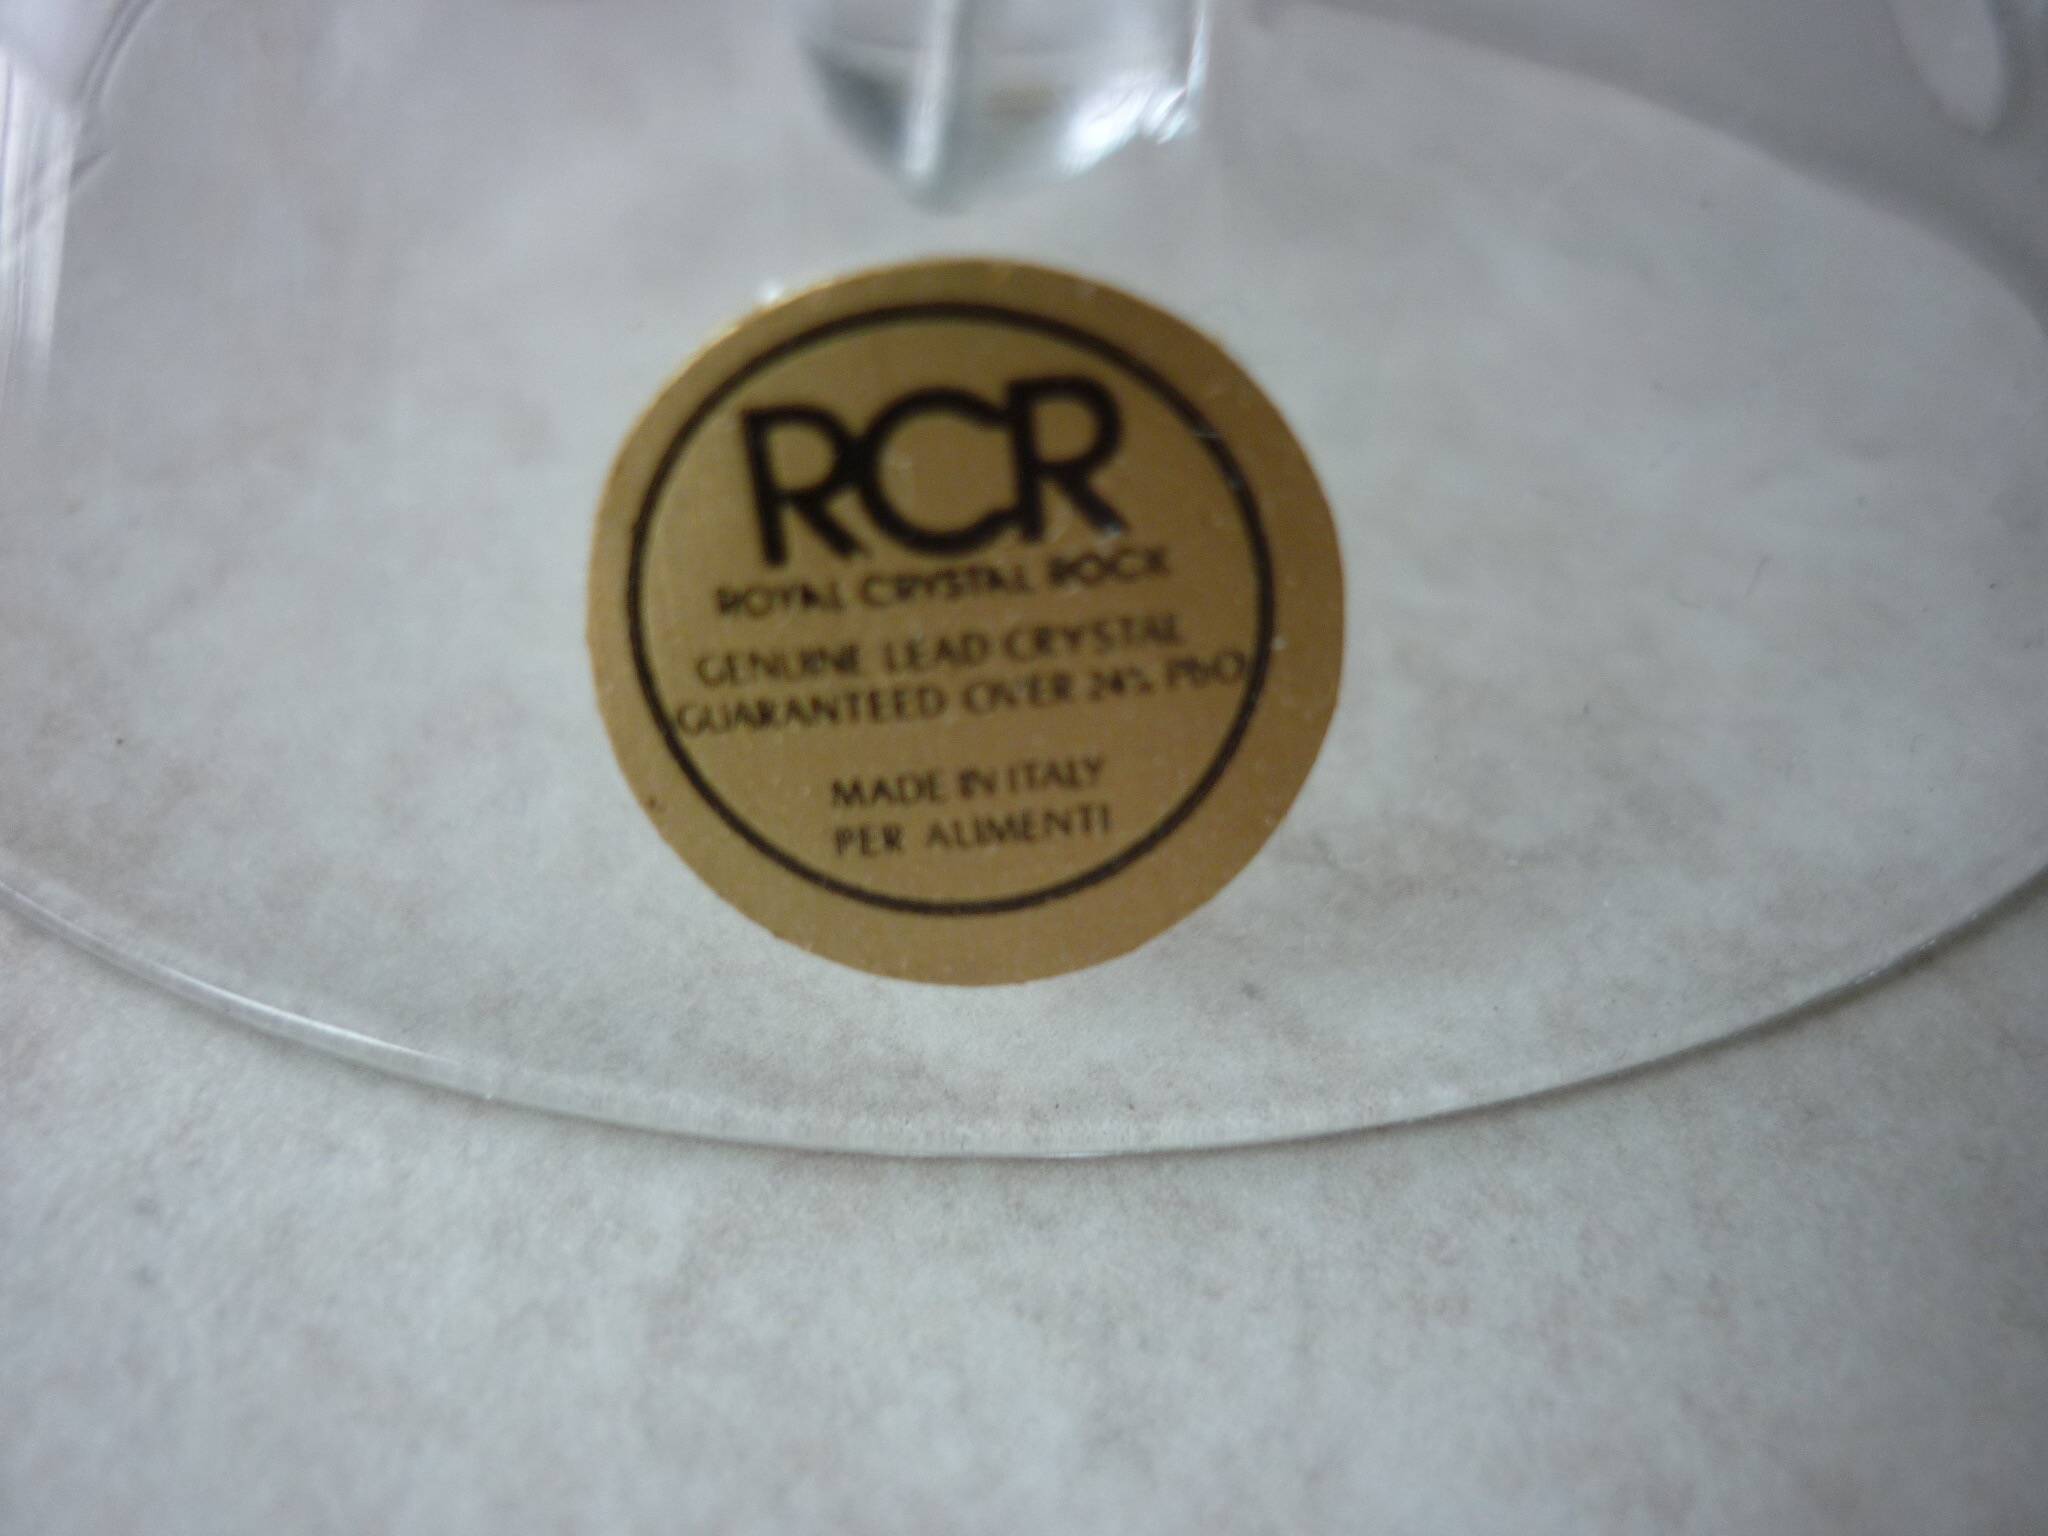 RCR
ROYAL CRYSTAL ROCK
GENUINE LEAD CRYSTAL
GUARANTEED OVER 24% PbO
MADE IN ITALY
PER ALIMENTI